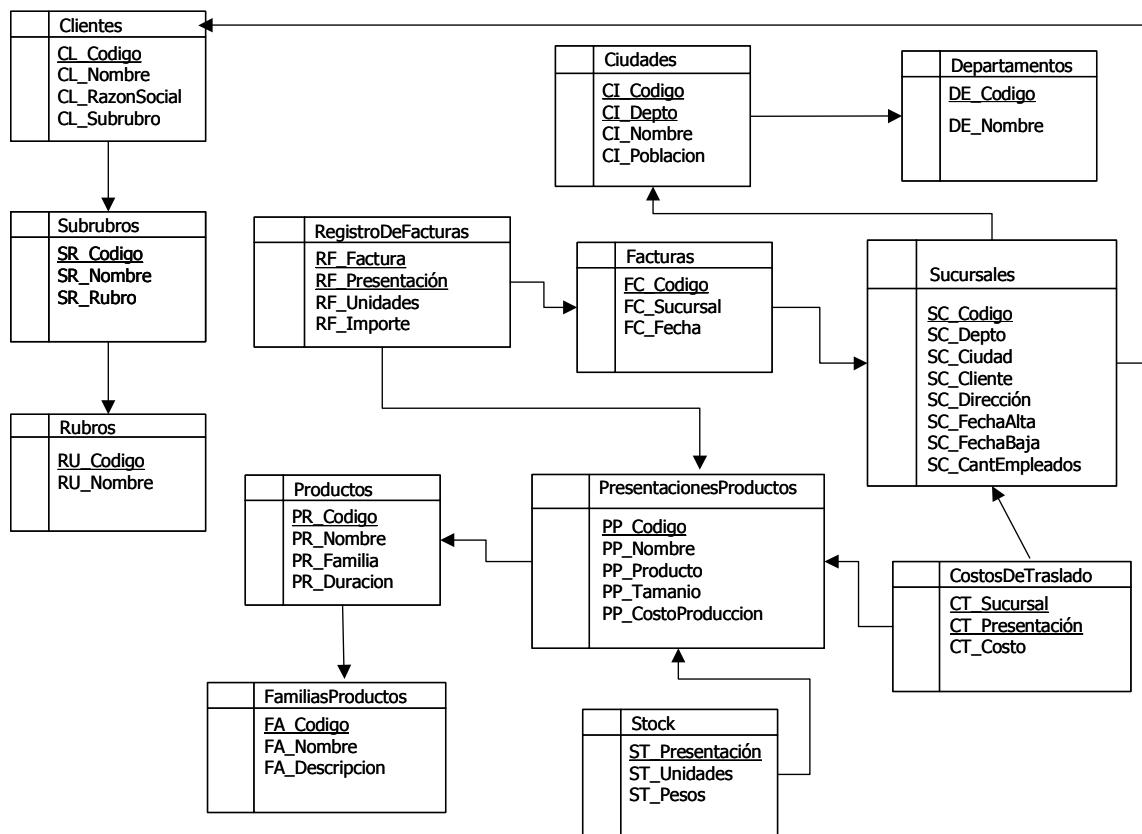 Clientes
CL_Codigo
CL_Nombre
CL_RazonSocial
CL_Subrubro
Ciudades
CI_Codigo
CI_Depto
CI_Nombre
CI_Poblacion
Departamentos
DE_Codigo
DE_Nombre
Subrubros
SR_Codigo
SR_Nombre
SR_Rubro
RegistroDeFacturas
RF_Factura
RF_Presentación
RF_Unidades
RF_Importe
Facturas
FC_Codigo
FC_Sucursal
FC_Fecha
Sucursales
SC_Codigo
SC_Depto
SC_Ciudad
SC_Cliente
SC_Dirección
SC_FechaAlta
SC_FechaBaja
SC_CantEmpleados
Rubros
RU_Codigo
RU_Nombre
Productos
PR_Codigo
PR_Nombre
PR_Familia
PR_Duracion
PresentacionesProductos
PP_Codigo
PP_Nombre
PP_Producto
PP_Tamanio
PP_CostoProduccion
CostosDeTraslado
CT_Sucursal
CT_Presentación
CT_Costo
FamiliasProductos
FA_Codigo
FA_Nombre
FA_Descripcion
Stock
ST_Presentación
ST_Unidades
ST_Pesos